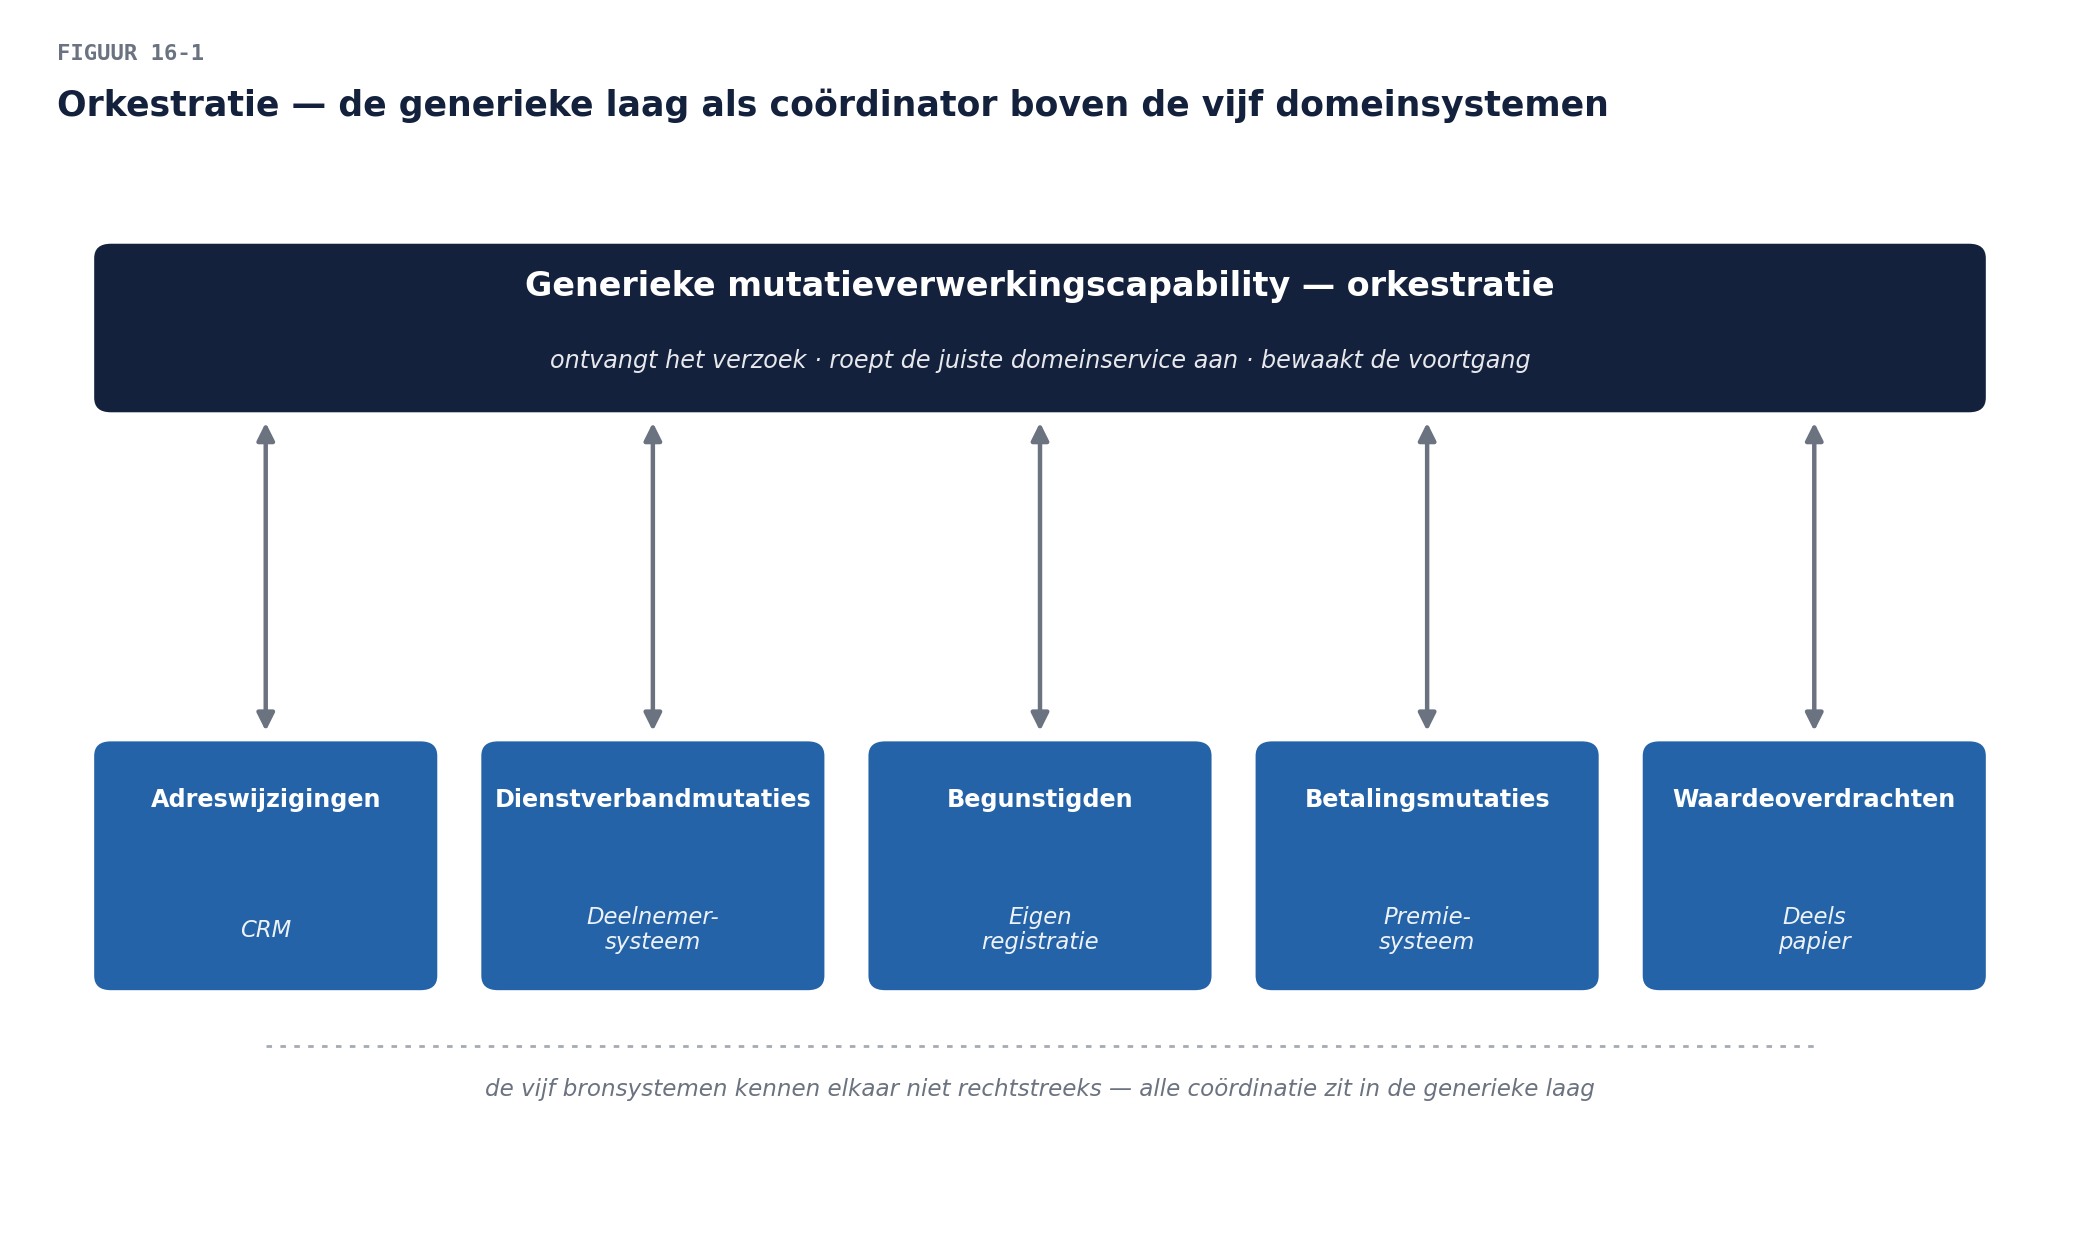 FIGUUR 16-1
Orkestratie — de generieke laag als coördinator boven de vijf domeinsystemen
Generieke mutatieverwerkingscapability — orkestratie
ontvangt het verzoek · roept de juiste domeinservice aan · bewaakt de voortgang
Adreswijzigingen
CRM
Dienstverbandmutaties
Deelnemer-
systeem
Begunstigden
Eigen
registratie
Betalingsmutaties
Premie-
systeem
Waardeoverdrachten
Deels
papier
de vijf bronsystemen kennen elkaar niet rechtstreeks — alle coördinatie zit in de generieke laag